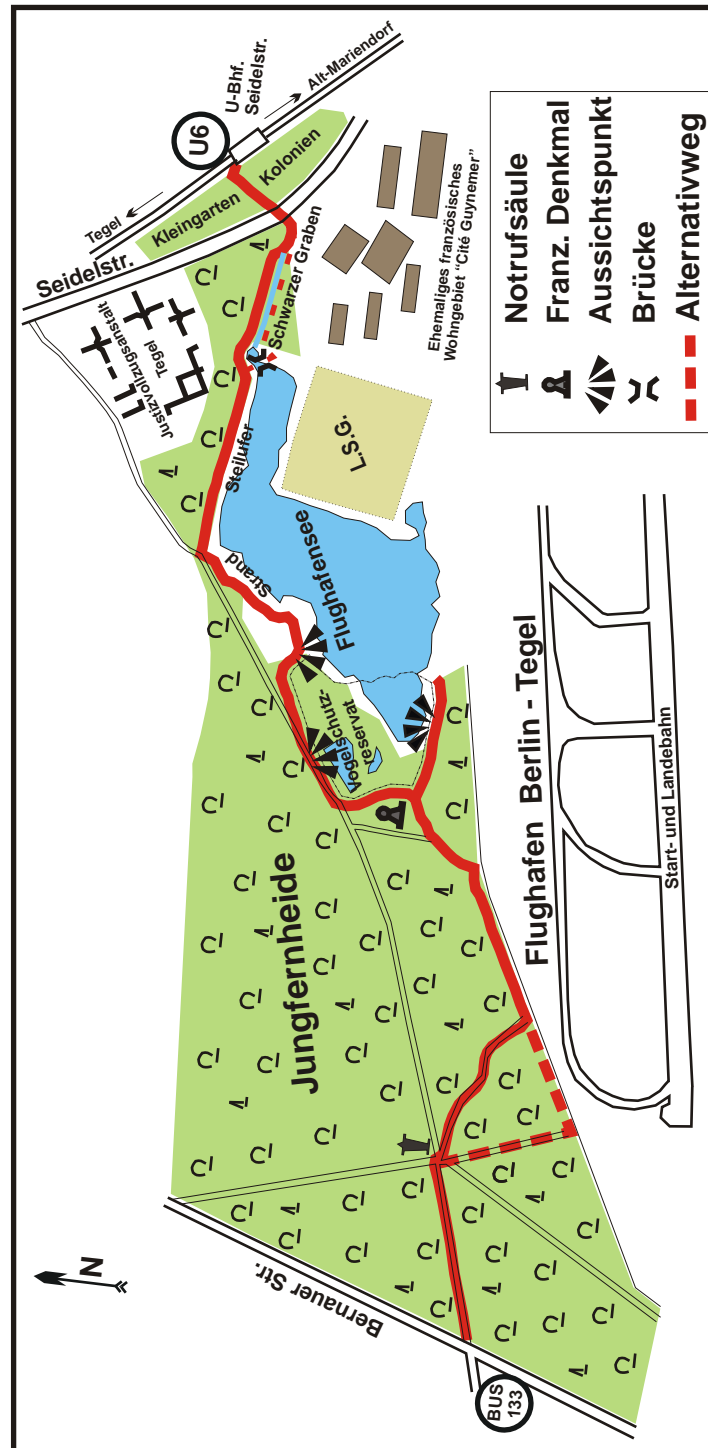 U6
U-Bhf.
Seidelstr.
Alt-Mariendorf
Tegel
Kleingarten Kolonien
Seidelstr.
Schwarzer Graben
Justizvollzugsanstalt
Tegel
Ehemaliges französisches
Wohngebiet "Cité Guynemer"
L.S.G.
Steilufer
Strand
Flughafensee
Vogelschutz-
reservat
Jungfernheide
Flughafen Berlin - Tegel
Start- und Landebahn
Bernauer Str.
BUS
133
N
Notrufsäule
Franz. Denkmal
Aussichtspunkt
Brücke
Alternativweg